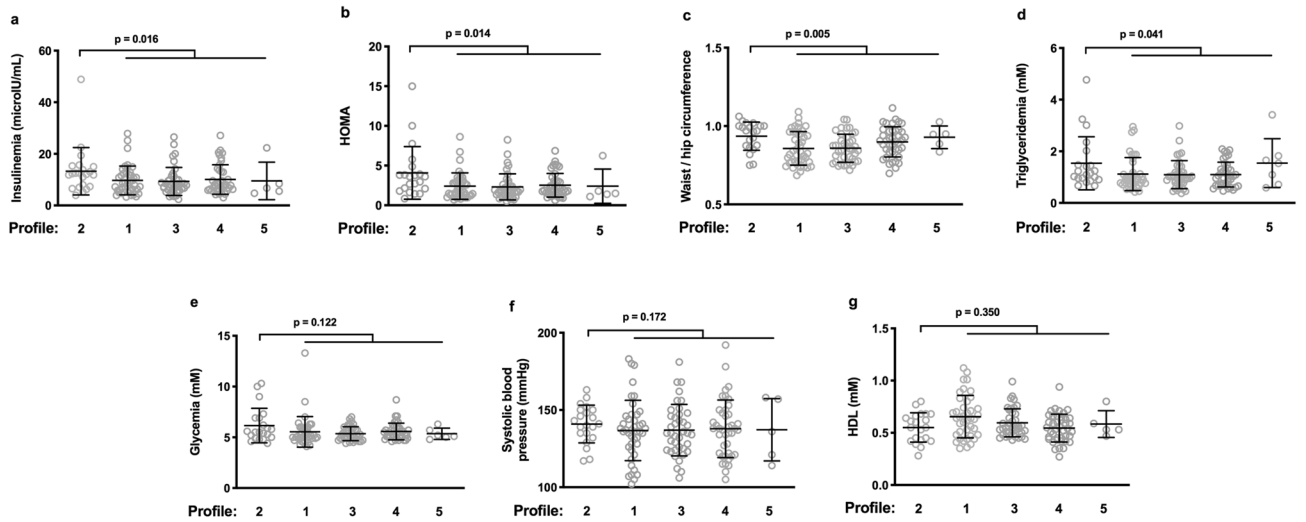 a
p = 0.016
Insulinemia (microIU/mL)
60
40
20
0
Profile: 2 1 3 4 5
b
p = 0.014
HOMA
20
15
10
5
0
Profile: 2 1 3 4 5
c
p = 0.005
Waist / hip circumference
1.5
1.0
0.5
Profile: 2 1 3 4 5
d
p = 0.041
Triglyceridemia (mM)
6
4
2
0
Profile: 2 1 3 4 5
e
p = 0.122
Glycemia (mM)
15
10
5
0
Profile: 2 1 3 4 5
f
p = 0.172
Systolic blood
pressure (mmHg)
200
150
100
Profile: 2 1 3 4 5
g
p = 0.350
HDL (mM)
1.5
1.0
0.5
0.0
Profile: 2 1 3 4 5